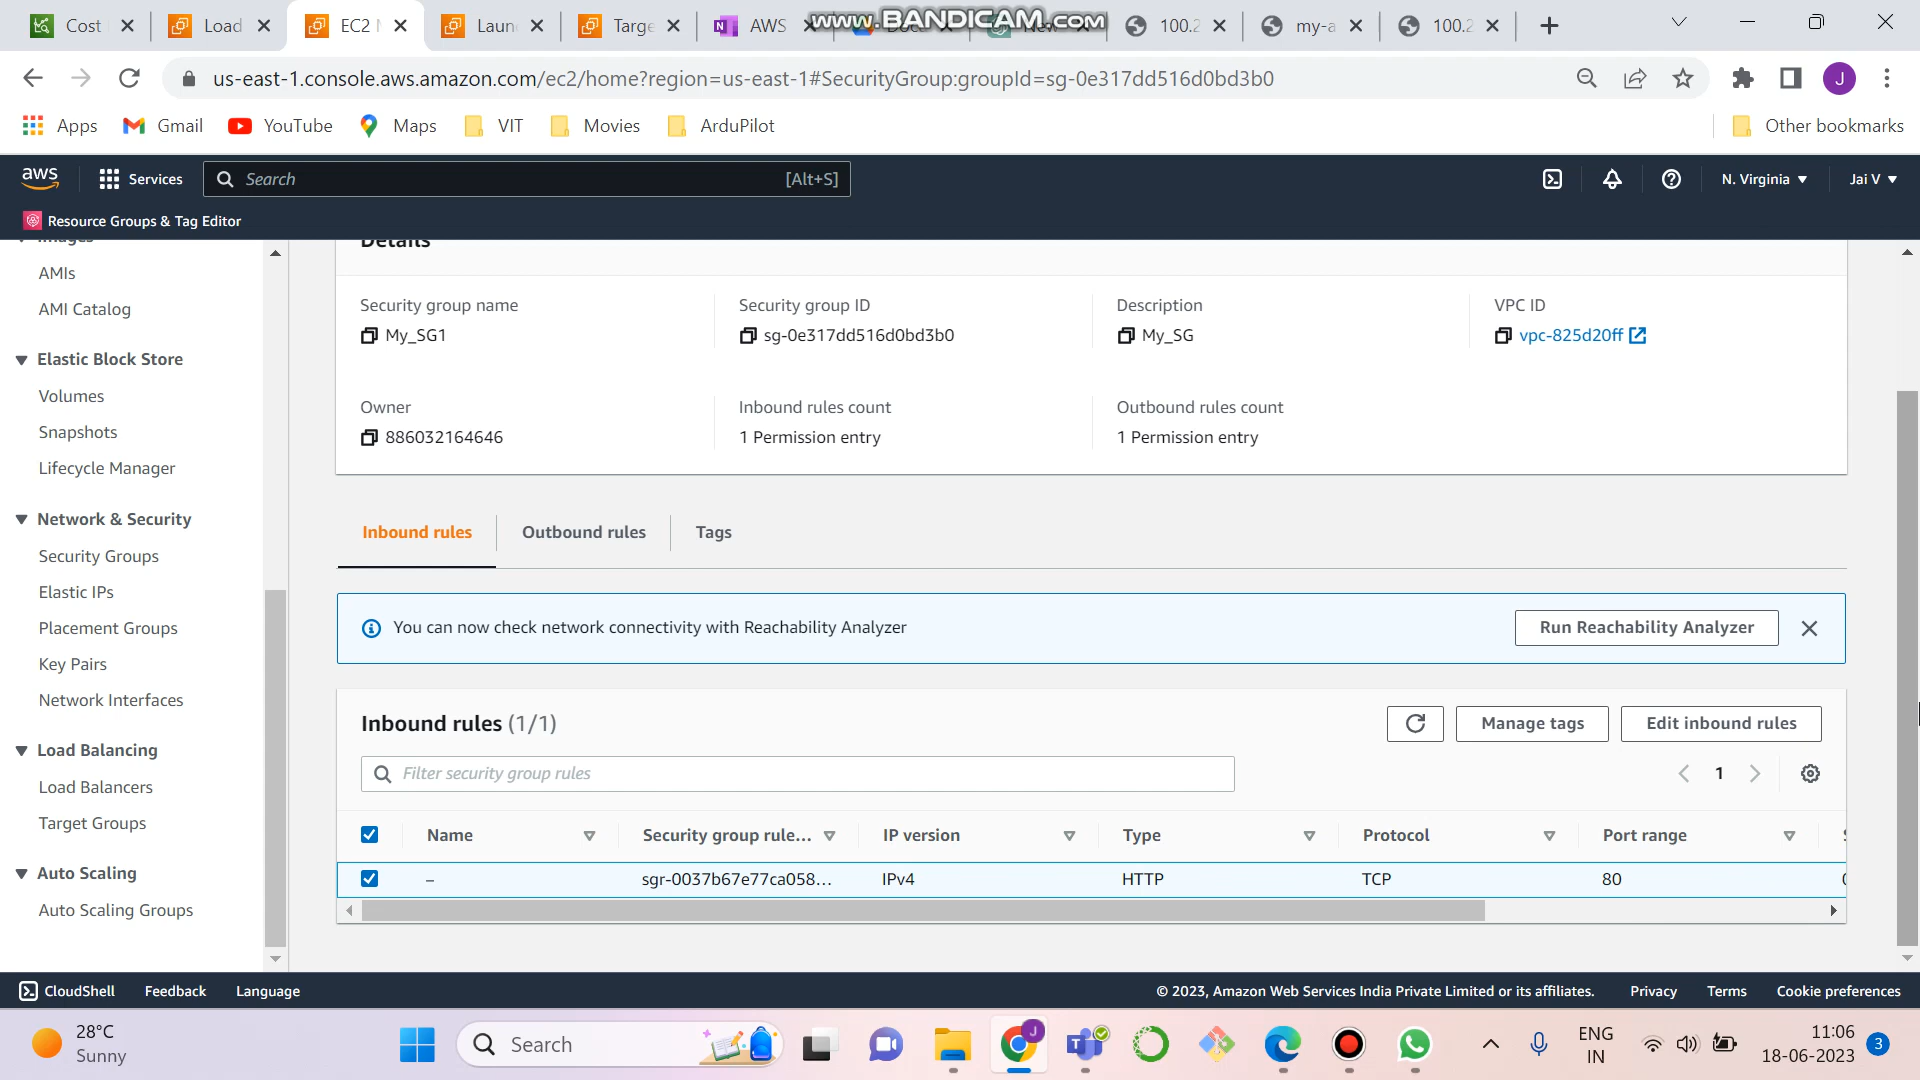 Cost
Load
EC2
Laun
Targe
AWS
www.BANDICAM.com
100.2
my-a
100.2
us-east-1.console.aws.amazon.com/ec2/home?region=us-east-1#SecurityGroup:groupId=sg-0e317dd516d0bd3b0
J
Apps
Gmail
YouTube
Maps
VIT
Movies
ArduPilot
Other bookmarks
aws
Services
Search
[Alt+S]
N. Virginia
Jai V
Resource Groups & Tag Editor
Images
AMIs
AMI Catalog
Elastic Block Store
Volumes
Snapshots
Lifecycle Manager
Network & Security
Security Groups
Elastic IPs
Placement Groups
Key Pairs
Network Interfaces
Load Balancing
Load Balancers
Target Groups
Auto Scaling
Auto Scaling Groups
Details
Security group name
My_SG1
Security group ID
sg-0e317dd516d0bd3b0
Description
My_SG
VPC ID
vpc-825d20ff
Owner
886032164646
Inbound rules count
1 Permission entry
Outbound rules count
1 Permission entry
Inbound rules
Outbound rules
Tags
You can now check network connectivity with Reachability Analyzer
Run Reachability Analyzer
Inbound rules (1/1)
Manage tags
Edit inbound rules
Filter security group rules
1
Name
Security group rule...
IP version
Type
Protocol
Port range
–
sgr-0037b67e77ca058...
IPv4
HTTP
TCP
80
CloudShell
Feedback
Language
© 2023, Amazon Web Services India Private Limited or its affiliates.
Privacy
Terms
Cookie preferences
28°C
Sunny
Search
J
ENG
IN
11:06
18-06-2023
3